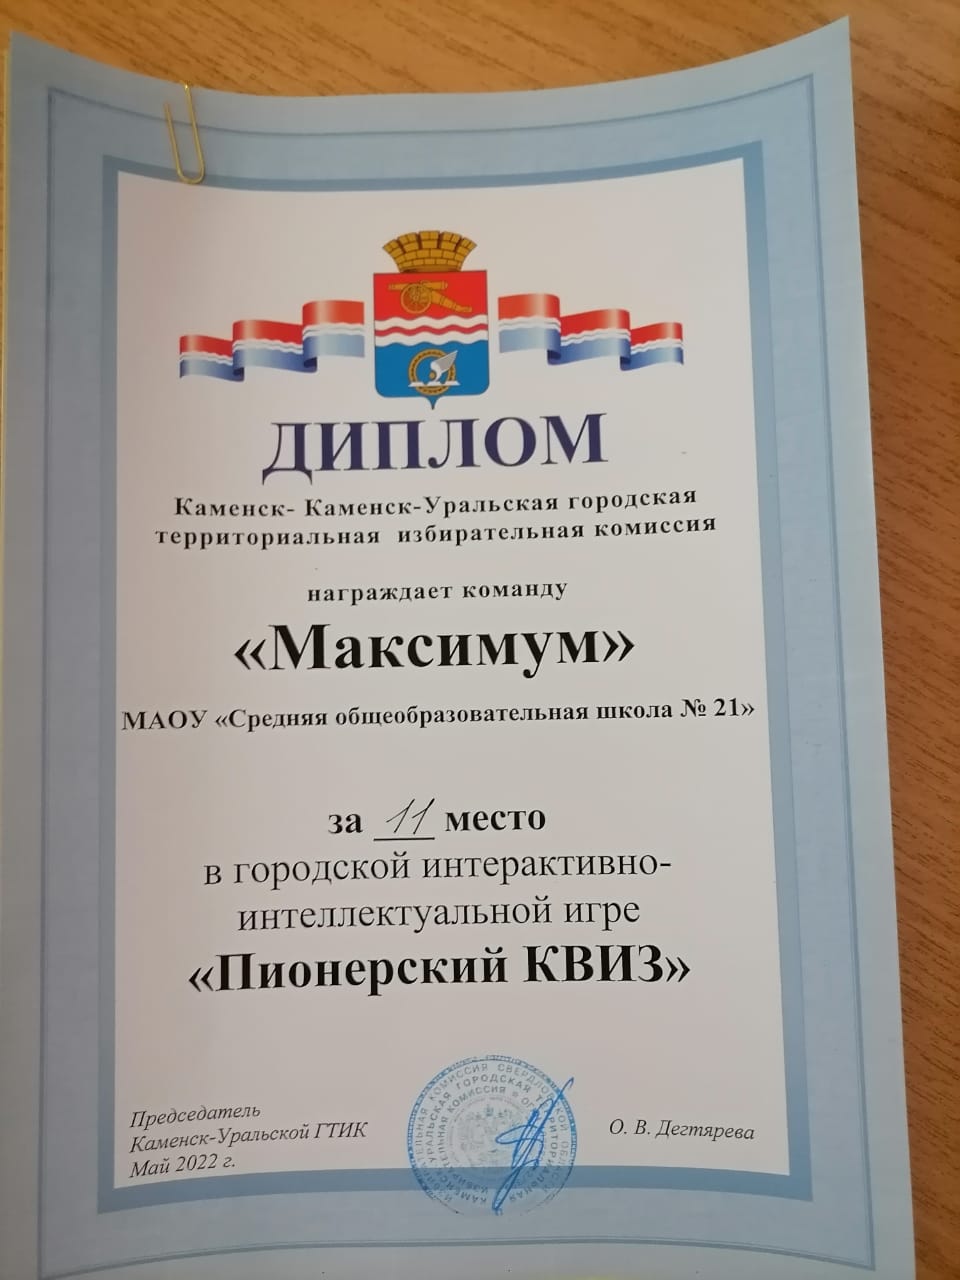 ДИПЛОМ
Каменск- Каменск-Уральская городская
территориальная избирательная комиссия
награждает команду
«Максимум»
МАОУ «Средняя общеобразовательная школа № 21»
за 11 место
в городской интерактивно-
интеллектуальной игре
«Пионерский КВИЗ»
Председатель
Каменск-Уральской ГТИК
Май 2022 г.
О. В. Дегтярева